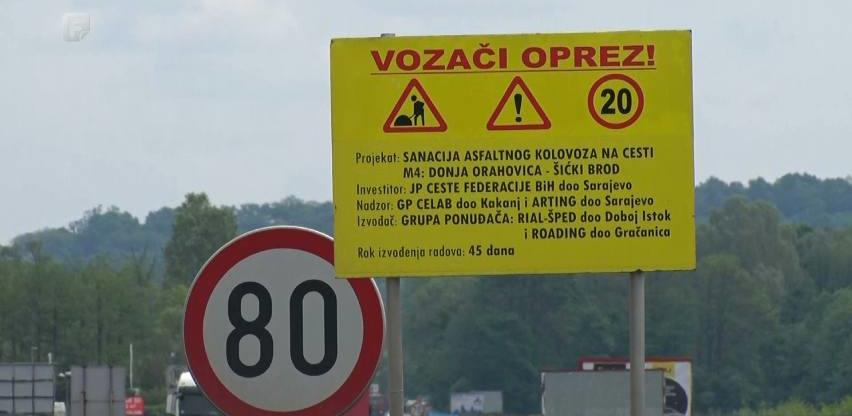 VOZAČI OPREZ!
20
Projekat: SANACIJA ASFALTNOG KOLOVOZA NA CESTI
M4: DONJA ORAHOVICA - ŠIĆKI BROD
Investitor: JP CESTE FEDERACIJE BiH doo Sarajevo
Nadzor: GP CELAB doo Kakanj i ARTING doo Sarajevo
Izvođač: GRUPA PONUĐAČA: RIAL-ŠPED doo Doboj Istok
i ROADING doo Gračanica
Rok izvođenja radova: 45 dana
80